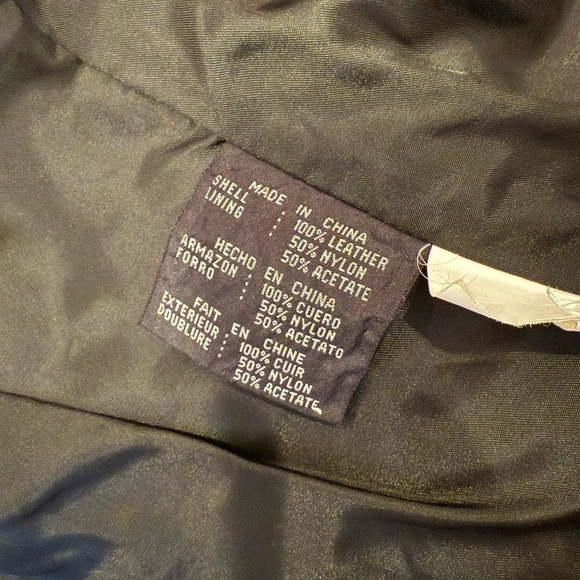 MADE IN CHINA
SHELL : 100% LEATHER
LINING : 50% NYLON
50% ACETATE
HECHO EN CHINA
ARMAZON : 100% CUERO
FORRO : 50% NYLON
50% ACETATO
FAIT EN CHINE
EXTERIEUR : 100% CUIR
DOUBLURE : 50% NYLON
50% ACETATE